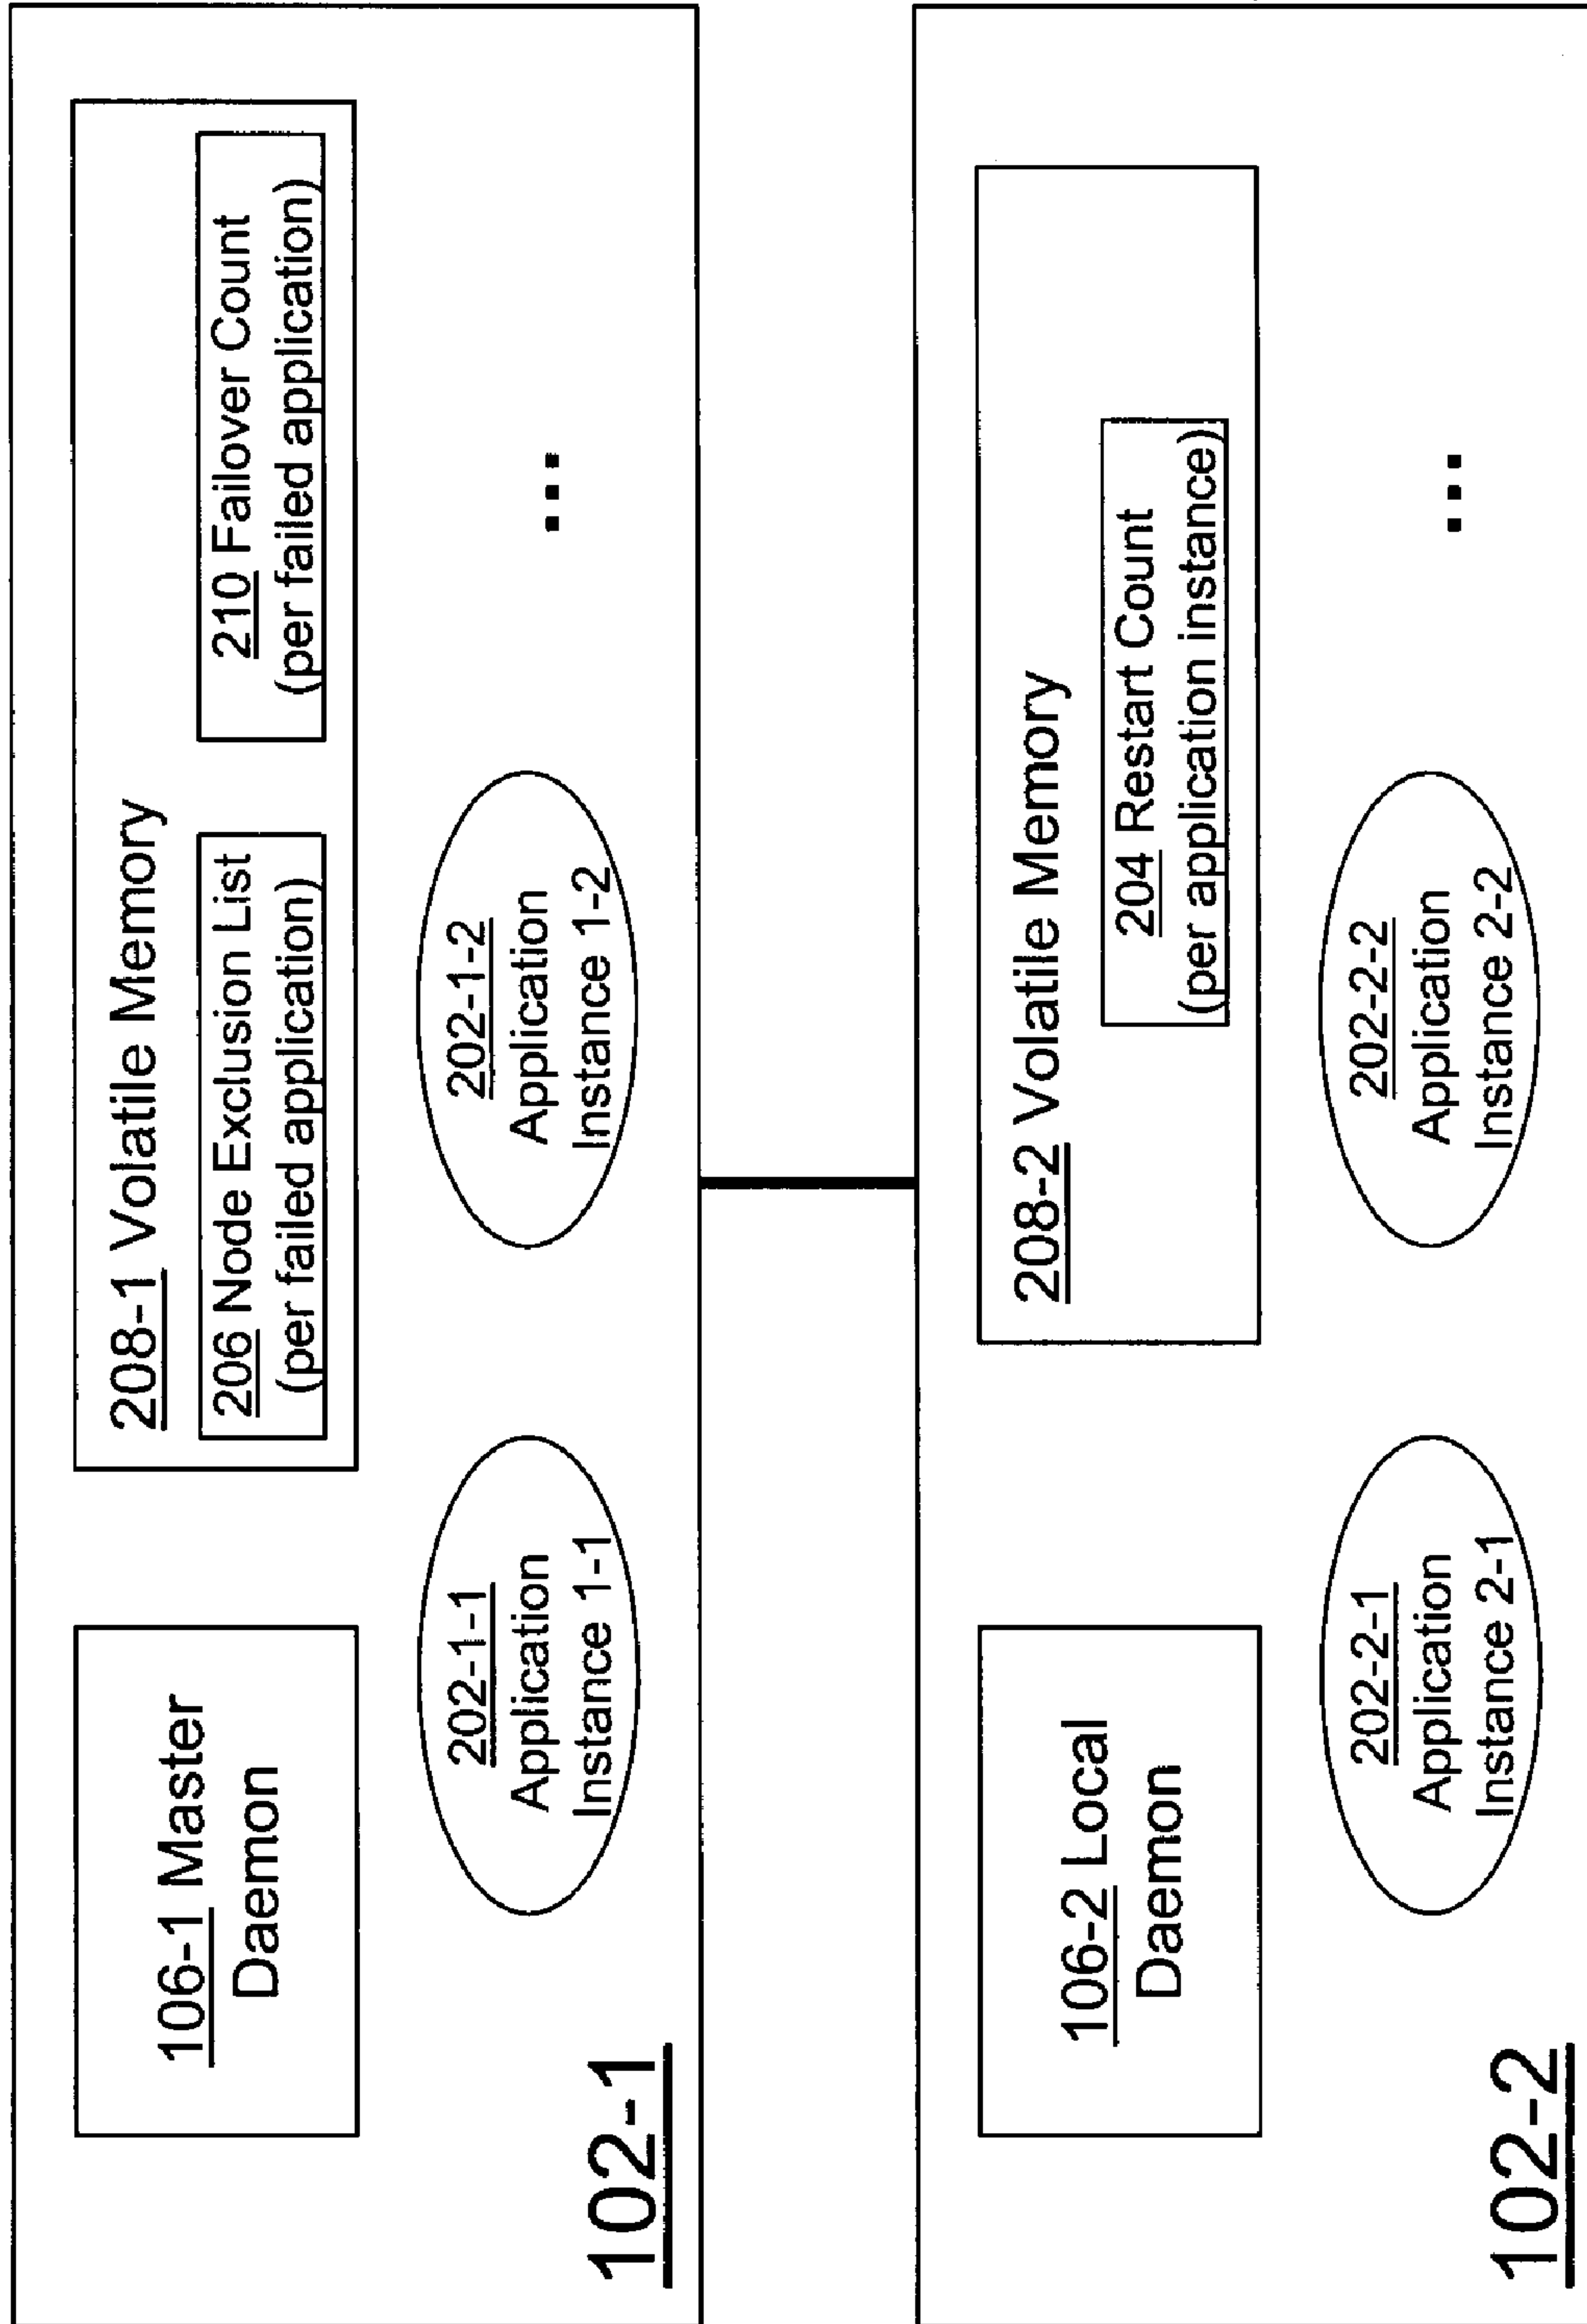 106-1 Master
Daemon
208-1 Volatile Memory
206 Node Exclusion List
(per failed application)
210 Failover Count
(per failed application)
202-1-1
Application
Instance 1-1
202-1-2
Application
Instance 1-2
...
102-1
106-2 Local
Daemon
208-2 Volatile Memory
204 Restart Count
(per application instance)
202-2-1
Application
Instance 2-1
202-2-2
Application
Instance 2-2
...
102-2